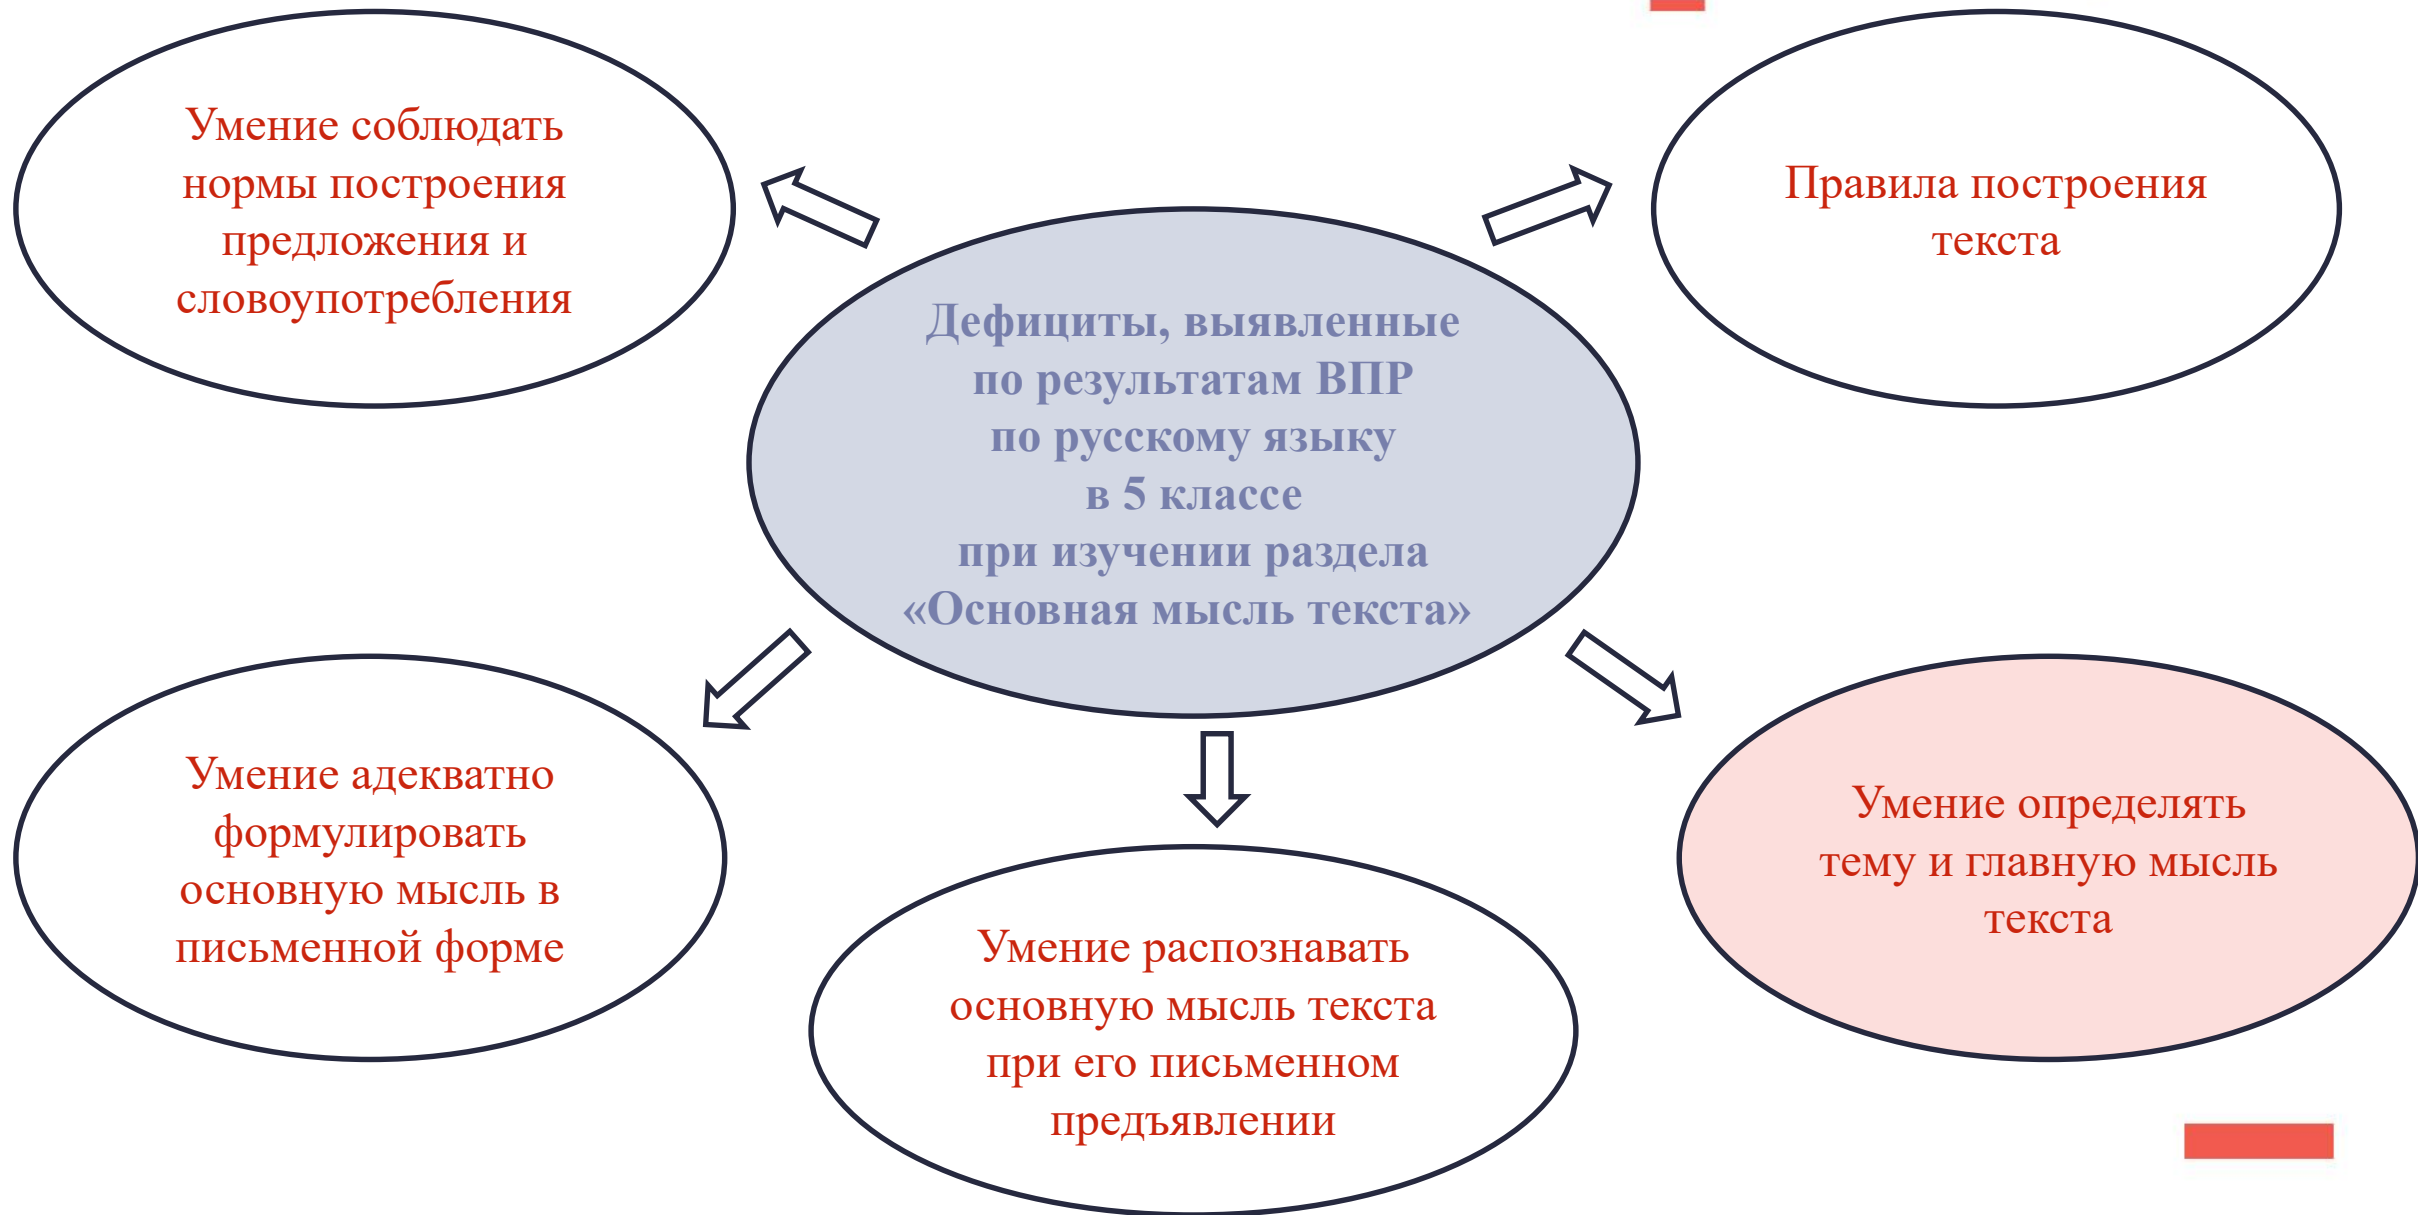 Умение соблюдать
нормы построения
предложения и
словоупотребления
Правила построения
текста
Дефициты, выявленные
по результатам ВПР
по русскому языку
в 5 классе
при изучении раздела
«Основная мысль текста»
Умение адекватно
формулировать
основную мысль в
письменной форме
Умение распознавать
основную мысль текста
при его письменном
предъявлении
Умение определять
тему и главную мысль
текста